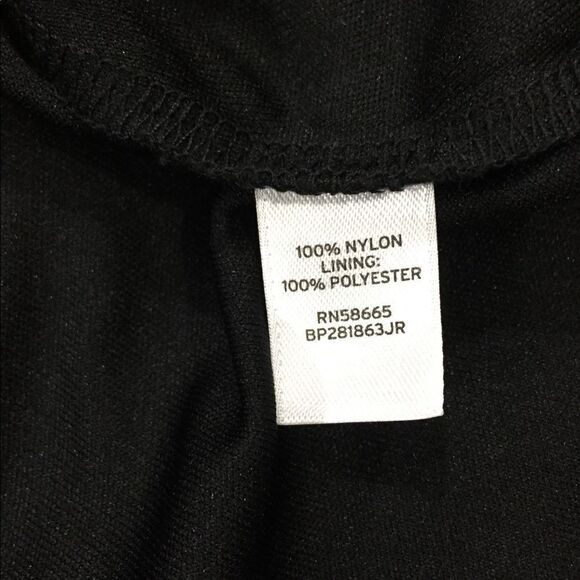 100% NYLON
LINING:
100% POLYESTER
RN58665
BP281863JR